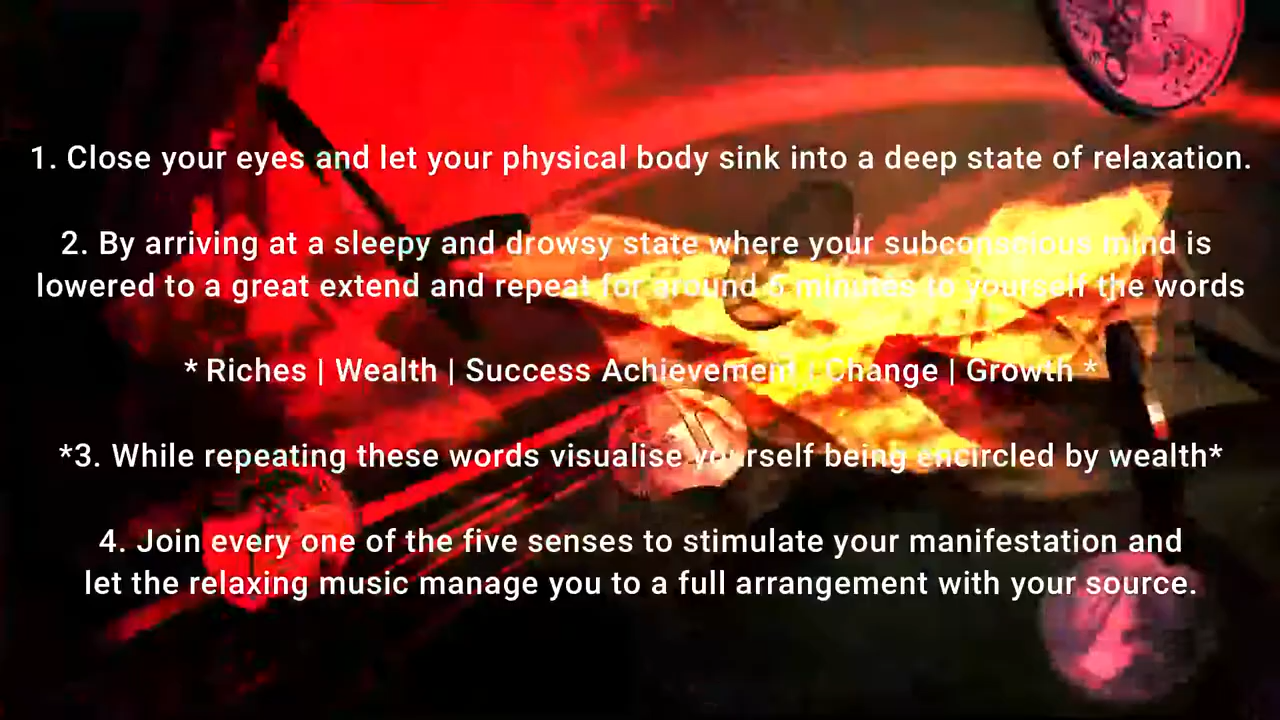 1. Close your eyes and let your physical body sink into a deep state of relaxation.
2. By arriving at a sleepy and drowsy state where your subconscious mind is
lowered to a great extend and repeat for around 5 minutes to yourself the words
* Riches | Wealth | Success Achievement | Change | Growth *
*3. While repeating these words visualise yourself being encircled by wealth*
4. Join every one of the five senses to stimulate your manifestation and
let the relaxing music manage you to a full arrangement with your source.